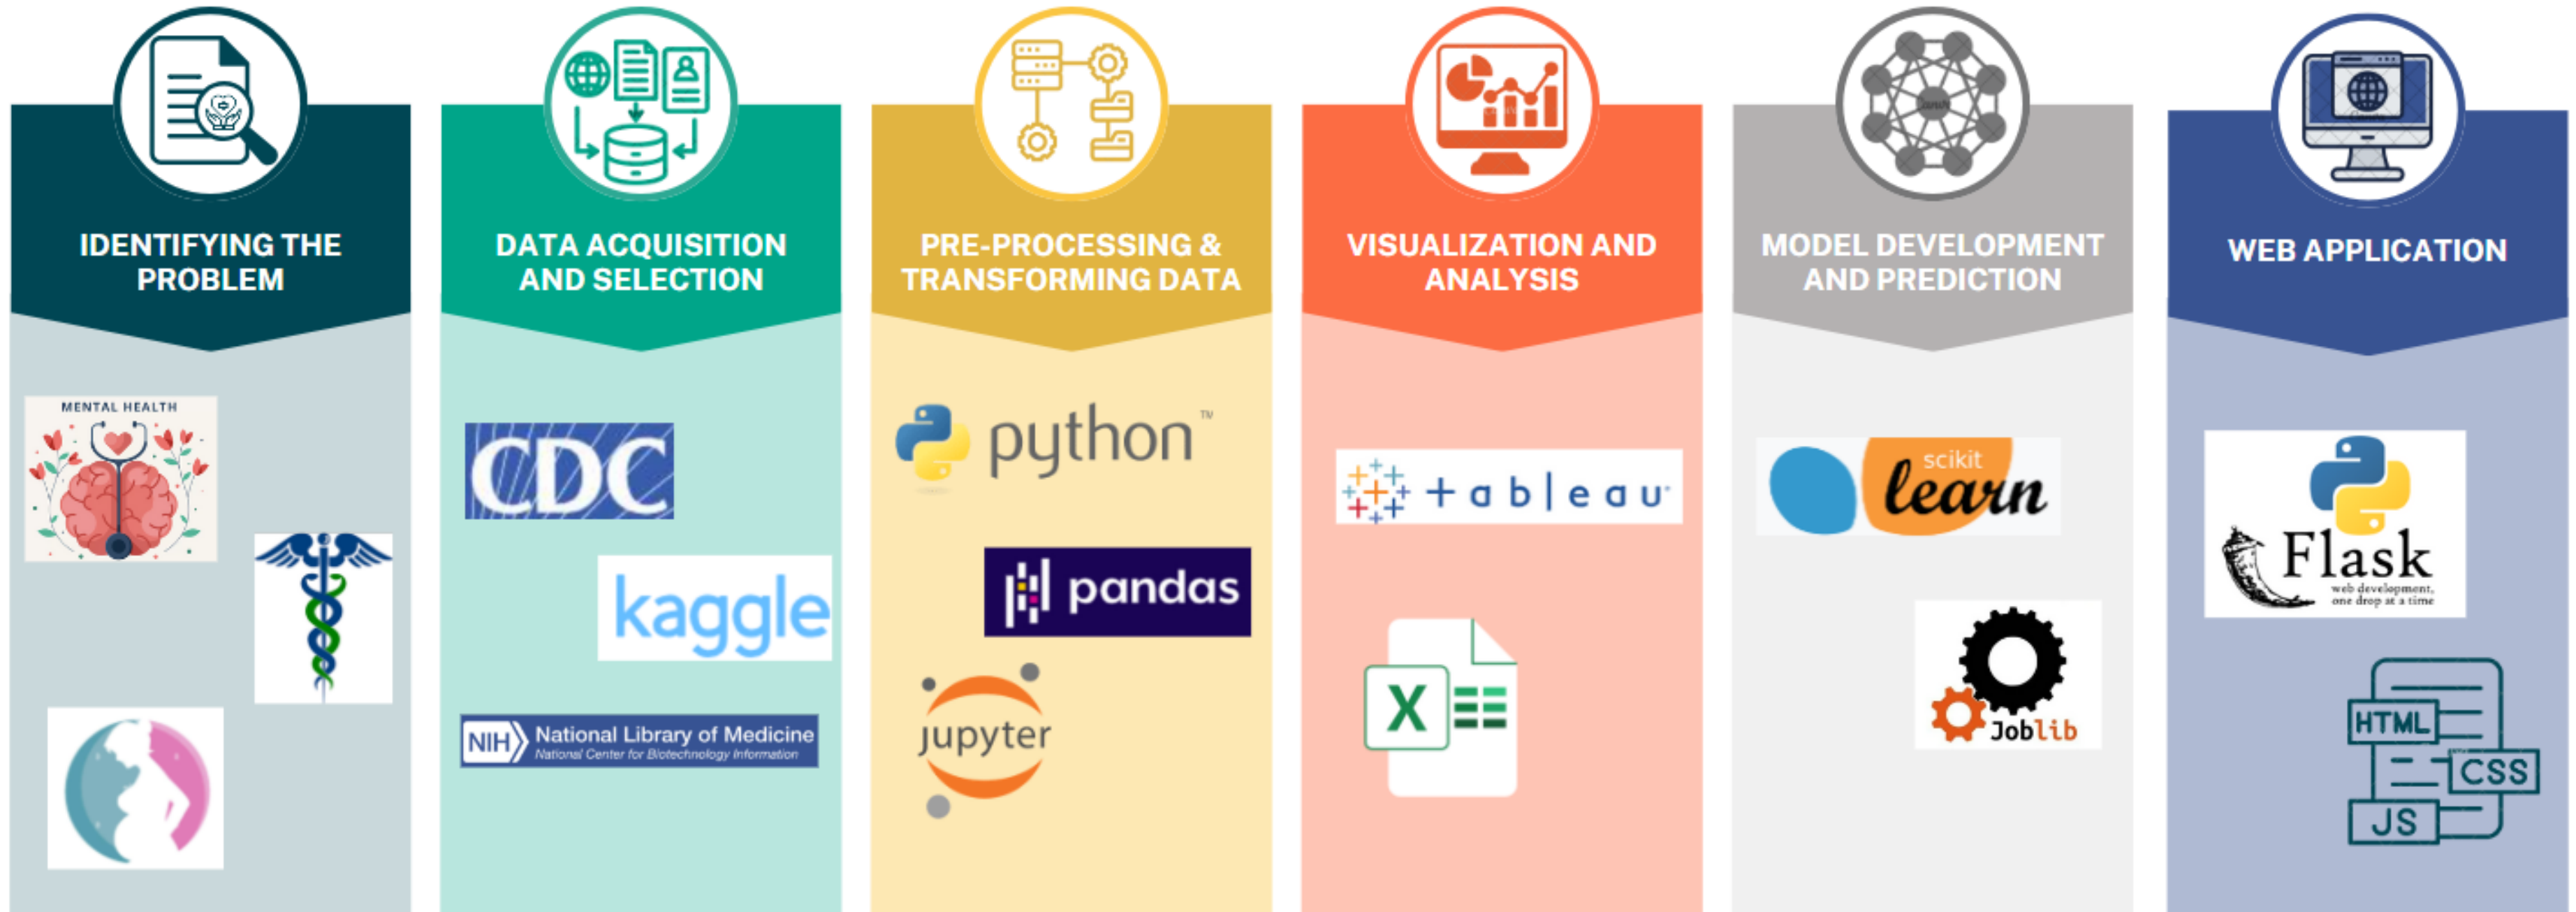 IDENTIFYING THE
PROBLEM
MENTAL HEALTH
DATA ACQUISITION
AND SELECTION
CDC
kaggle
NIH National Library of Medicine
National Center for Biotechnology Information
PRE-PROCESSING &
TRANSFORMING DATA
python™
pandas
jupyter
VISUALIZATION AND
ANALYSIS
+ableau
X
MODEL DEVELOPMENT
AND PREDICTION
scikit
learn
Joblib
WEB APPLICATION
Flask
web development,
one drop at a time
HTML
CSS
JS